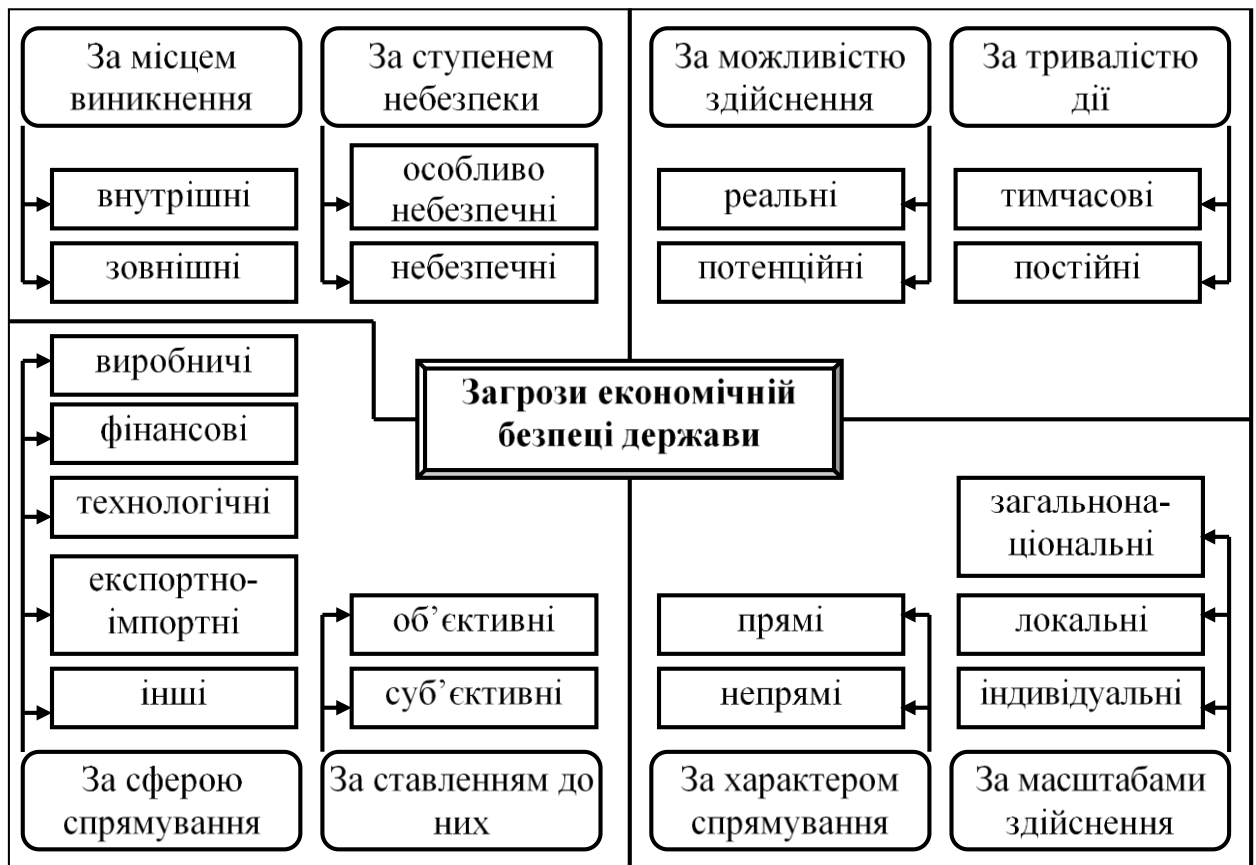 За місцем
виникнення
За ступенем
небезпеки
За можливістю
здійснення
За тривалістю
дії
внутрішні
зовнішні
особливо
небезпечні
небезпечні
реальні
потенційні
тимчасові
постійні
Загрози економічній
безпеці держави
виробничі
фінансові
технологічні
експортно-
імпортні
інші
об’єктивні
суб’єктивні
прямі
непрямі
загальнона-
ціональні
локальні
індивідуальні
За сферою
спрямування
За ставленням до
них
За характером
спрямування
За масштабами
здійснення